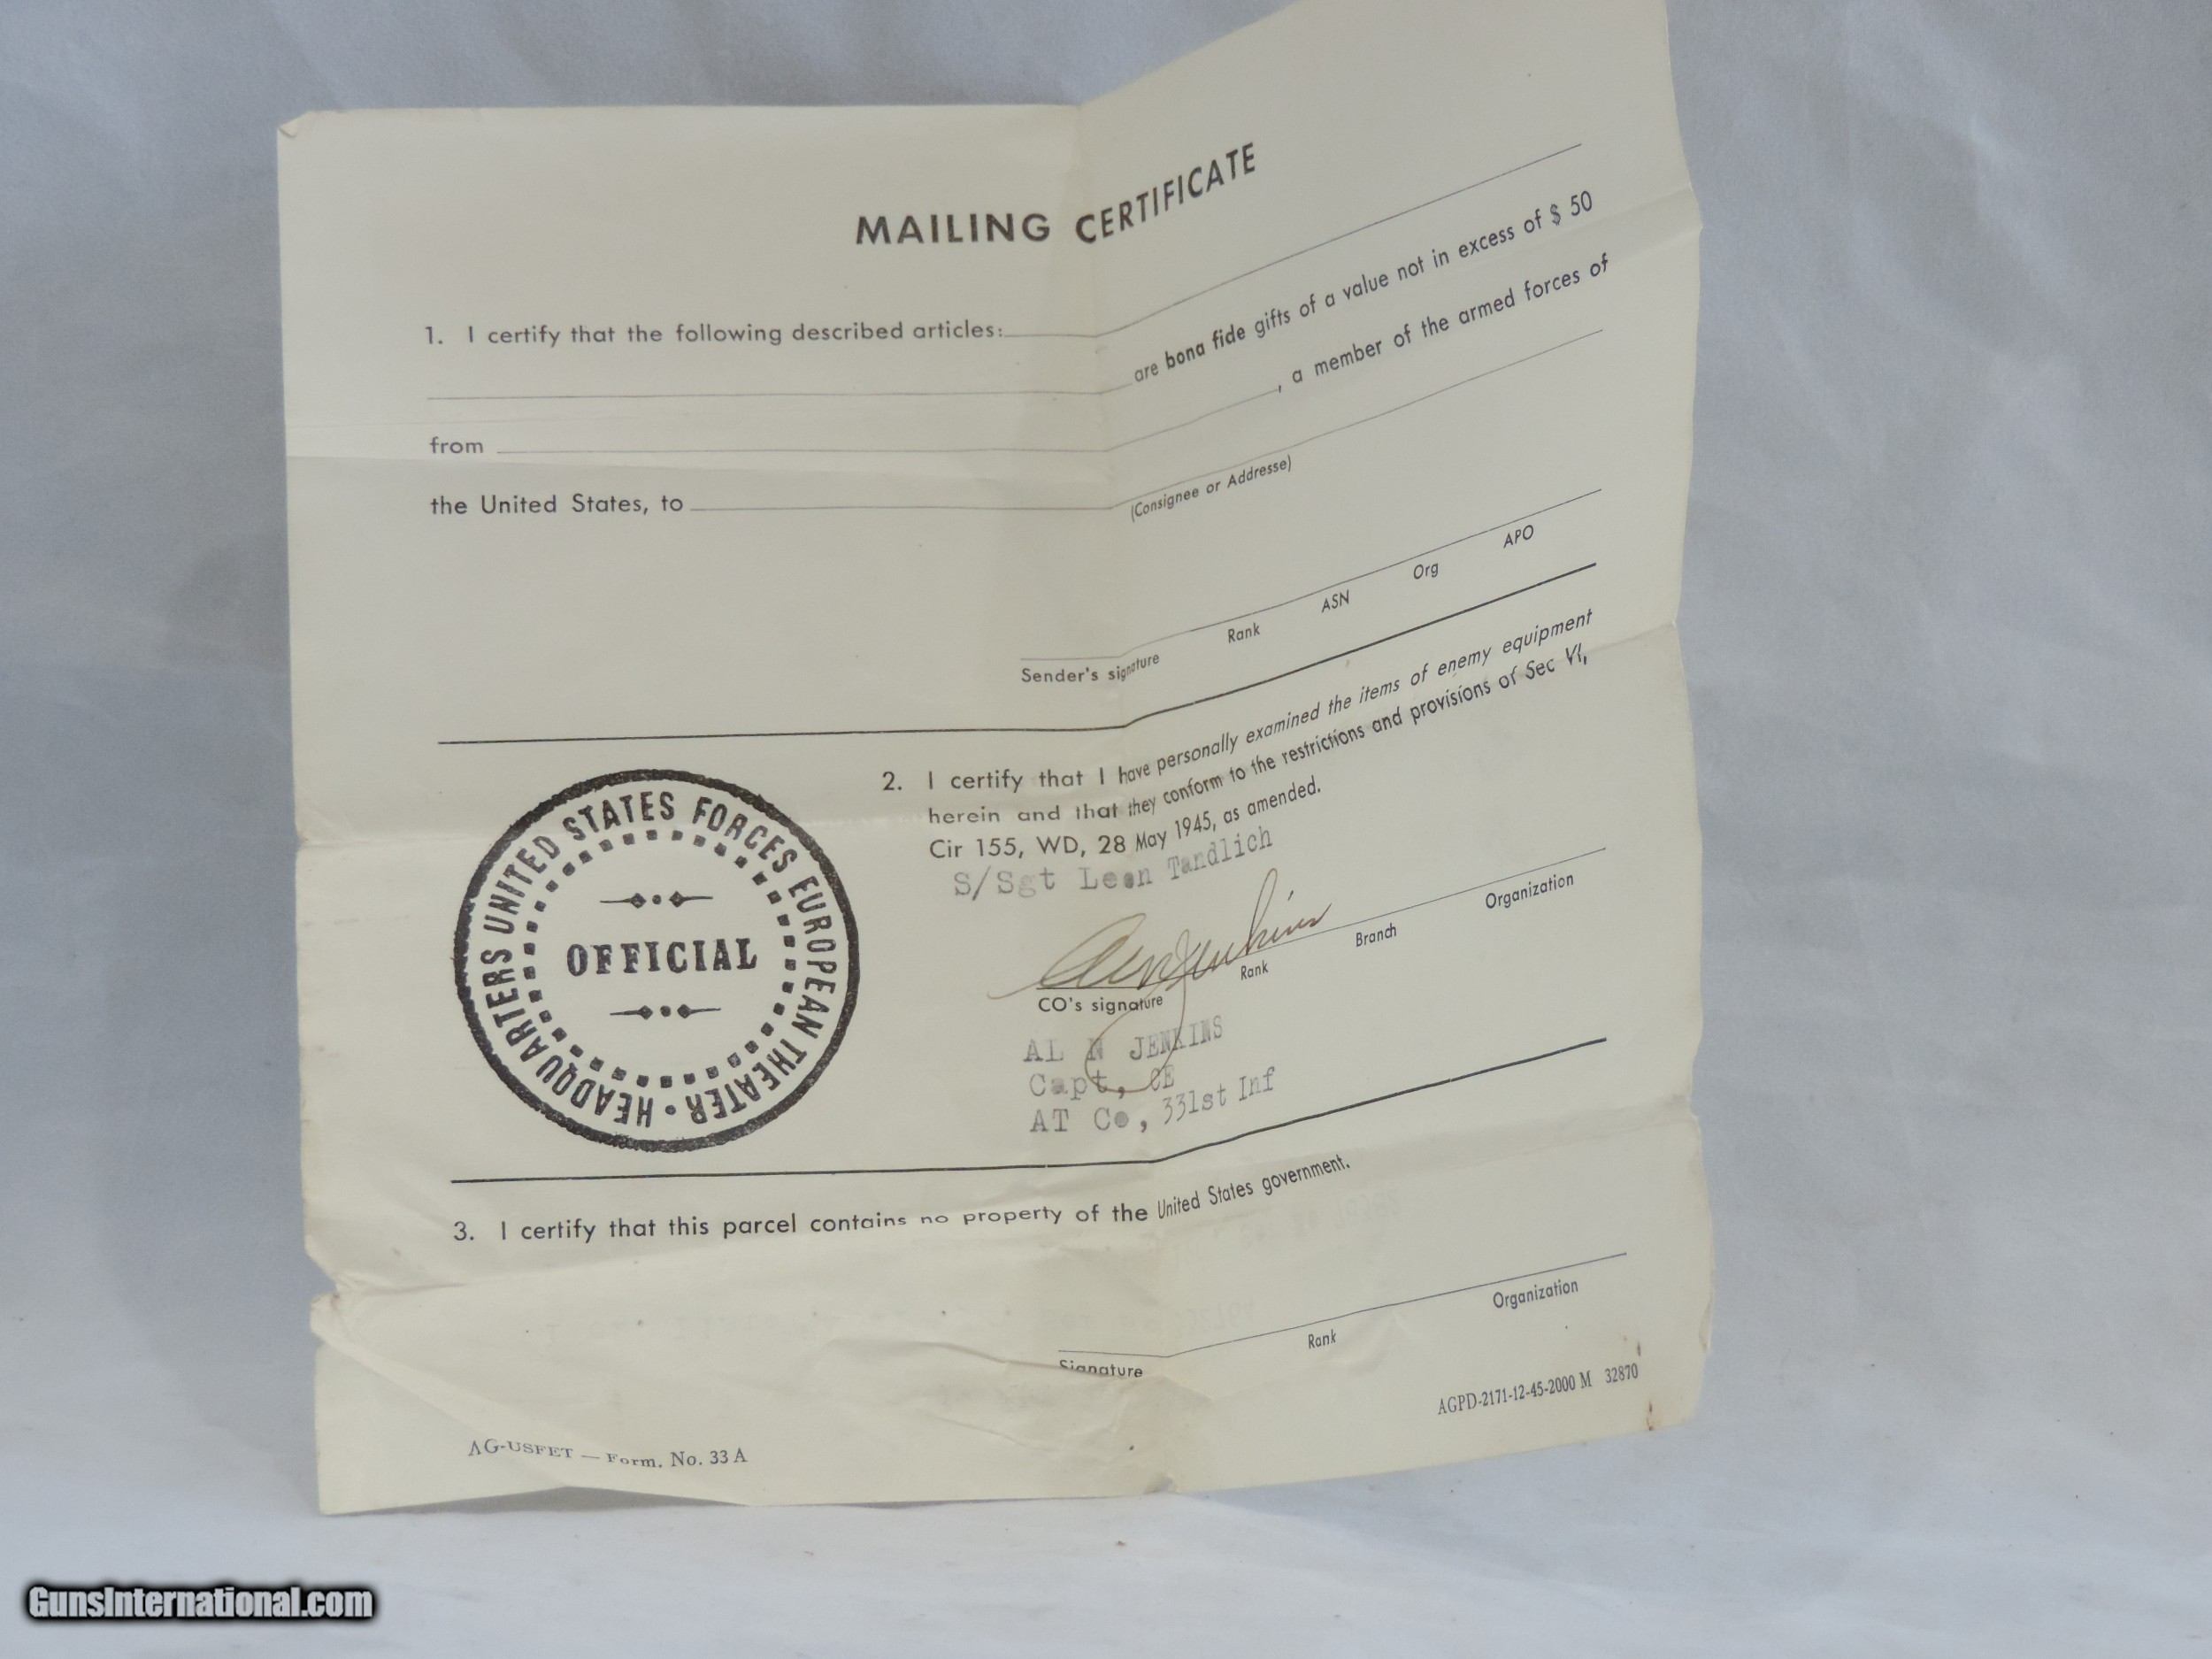 MAILING CERTIFICATE
1. I certify that the following described articles:
are bona fide gifts of a value not in excess of $ 50
from , a member of the armed forces of
the United States, to
(Consignee or Addresse)
Sender's signature Rank ASN Org APO
HEADQUARTERS UNITED STATES FORCES EUROPEAN THEATER •
OFFICIAL
2. I certify that I have personally examined the items of enemy equipment
herein and that they conform to the restrictions and provisions of Sec VI,
Cir 155, WD, 28 May 1945, as amended.
S/Sgt Leon Tandlich
CO's signature Rank Branch Organization
AL N JENKINS
Capt, CE
AT Co, 331st Inf
3. I certify that this parcel contains no property of the United States government.
Signature Rank Organization
AG-USFET — Form. No. 33 A
AGPD-2171-12-45-2000 M 32870
GunsInternational.com